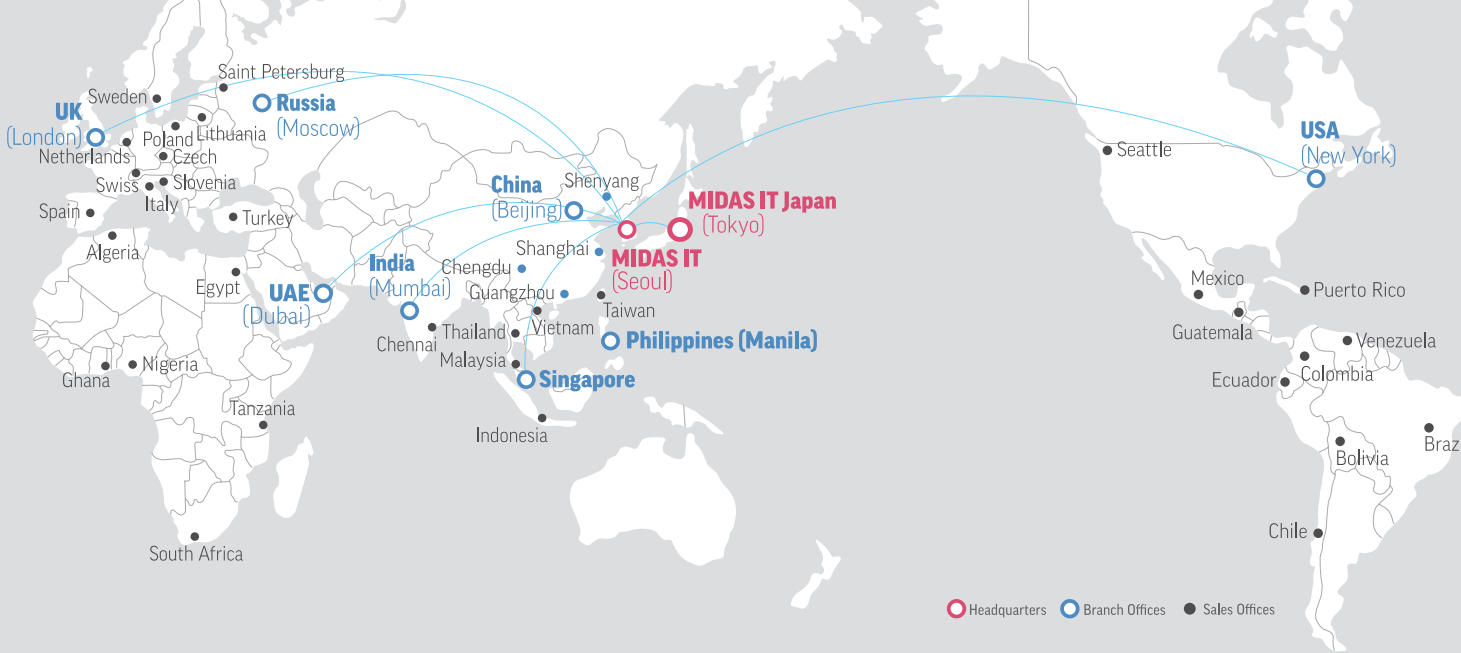 Saint Petersburg
Sweden
Russia
(Moscow)
UK
(London)
Poland
Lithuania
Netherlands
Czech
Swiss
Slovenia
Italy
Spain
Turkey
Algeria
Egypt
UAE
(Dubai)
India
(Mumbai)
Chennai
China
(Beijing)
Shenyang
MIDAS IT Japan
(Tokyo)
MIDAS IT
(Seoul)
Shanghai
Chengdu
Guangzhou
Taiwan
Vietnam
Thailand
Malaysia
Philippines (Manila)
Singapore
Indonesia
Ghana
Nigeria
Tanzania
South Africa
USA
(New York)
Seattle
Mexico
Puerto Rico
Guatemala
Venezuela
Colombia
Ecuador
Braz
Bolivia
Chile
Headquarters
Branch Offices
Sales Offices